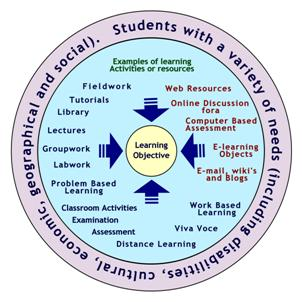 Students with a variety of needs (including disabilities, cultural, economic, geographical and social).
Examples of learning
Activities or resources
Fieldwork
Tutorials
Library
Lectures
Groupwork
Labwork
Problem Based
Learning
Classroom Activities
Examination
Assessment
Distance Learning
Viva Voce
Work Based
Learning
Web Resources
Online Discussion
fora
Computer Based
Assessment
E-learning
Objects
E-mail, wiki's
and Blogs
Learning
Objective